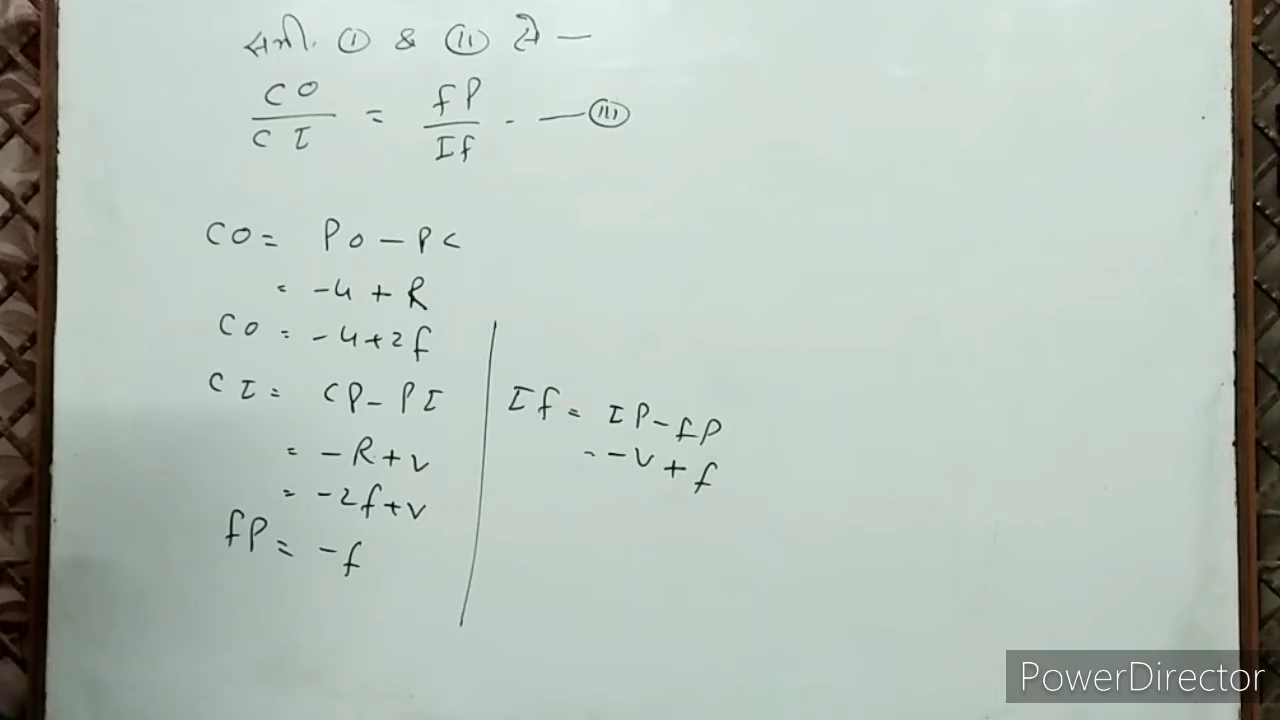 समी. ① & ⑪ से —
CO / CI = fP / If . — ⑪⑪
CO = PO - PC
= -u + R
CO = -u + 2f
CI = CP - PI
= -R + v
= -2f + v
fP = -f
If = IP - fP
= -v + f
PowerDirector